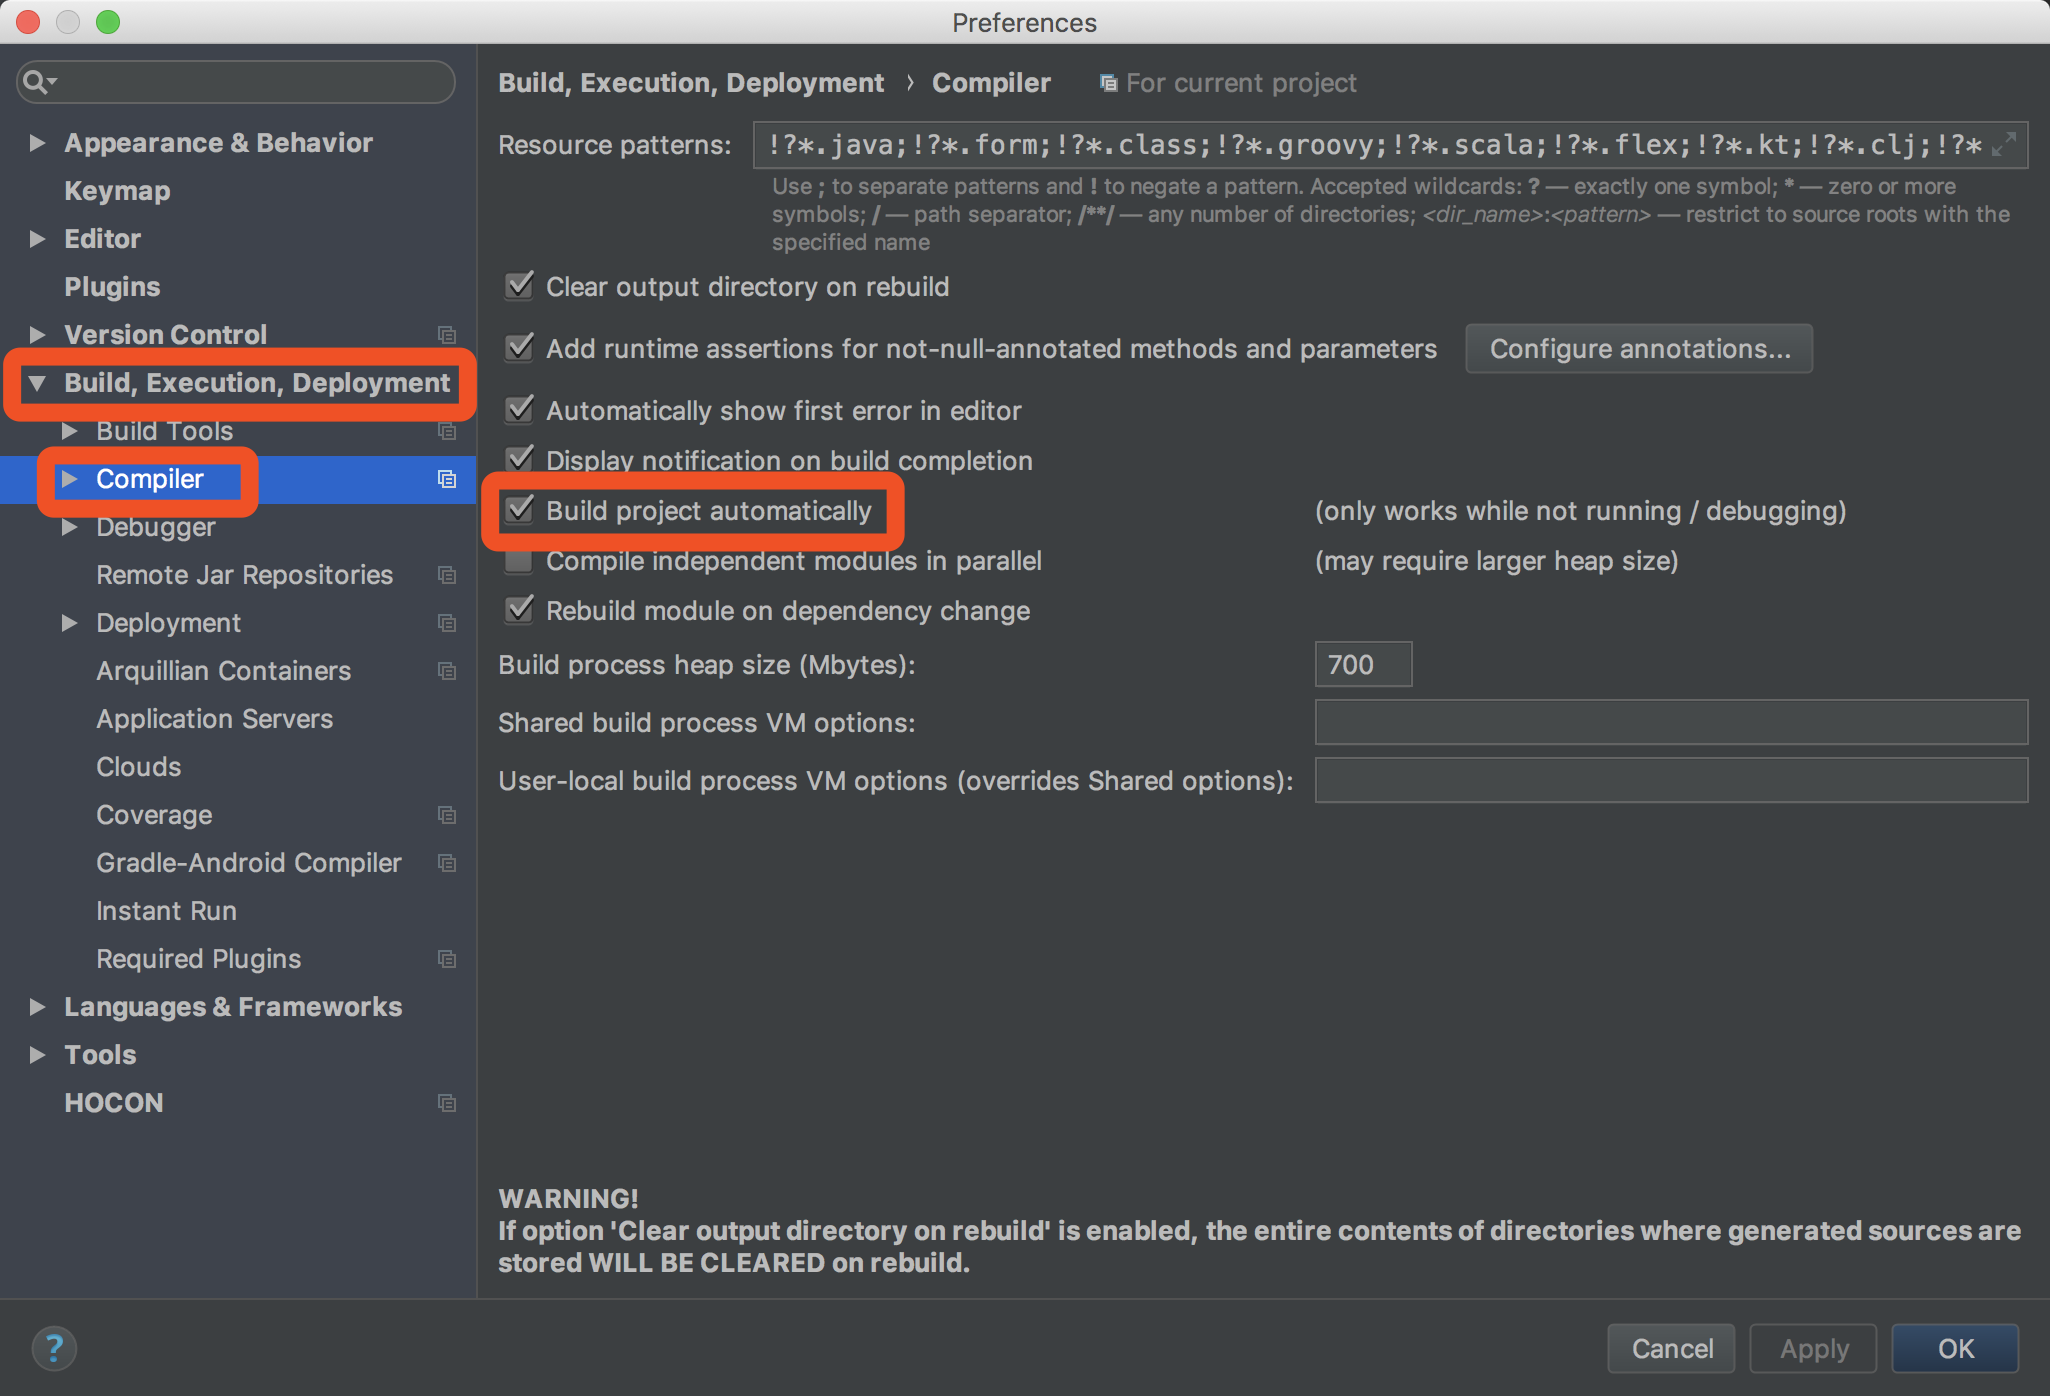 Preferences
Appearance & Behavior
Keymap
Editor
Plugins
Version Control
Build, Execution, Deployment
Build Tools
Compiler
Debugger
Remote Jar Repositories
Deployment
Arquillian Containers
Application Servers
Clouds
Coverage
Gradle-Android Compiler
Instant Run
Required Plugins
Languages & Frameworks
Tools
HOCON
Build, Execution, Deployment › Compiler For current project
Resource patterns: !?*.java;!?*.form;!?*.class;!?*.groovy;!?*.scala;!?*.flex;!?*.kt;!?*.clj;!?*
Use ; to separate patterns and ! to negate a pattern. Accepted wildcards: ? — exactly one symbol; * — zero or more
symbols; / — path separator; /**/ — any number of directories; <dir_name>:<pattern> — restrict to source roots with the
specified name
Clear output directory on rebuild
Add runtime assertions for not-null-annotated methods and parameters Configure annotations...
Automatically show first error in editor
Display notification on build completion
Build project automatically (only works while not running / debugging)
Compile independent modules in parallel (may require larger heap size)
Rebuild module on dependency change
Build process heap size (Mbytes): 700
Shared build process VM options:
User-local build process VM options (overrides Shared options):
WARNING!
If option 'Clear output directory on rebuild' is enabled, the entire contents of directories where generated sources are
stored WILL BE CLEARED on rebuild.
? Cancel Apply OK